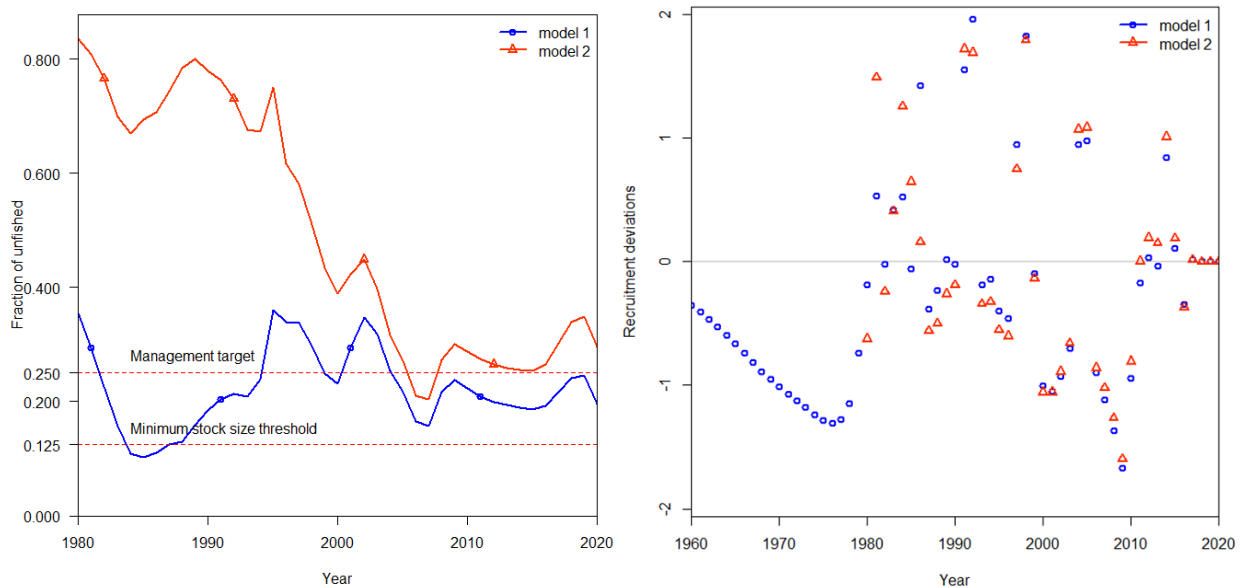 model 1
model 2
0.800
0.600
0.400
0.250
0.200
0.125
0.000
Fraction of unfished
Management target
Minimum stock size threshold
1980
1990
2000
2010
2020
Year
model 1
model 2
2
1
0
-1
-2
Recruitment deviations
1960
1970
1980
1990
2000
2010
2020
Year